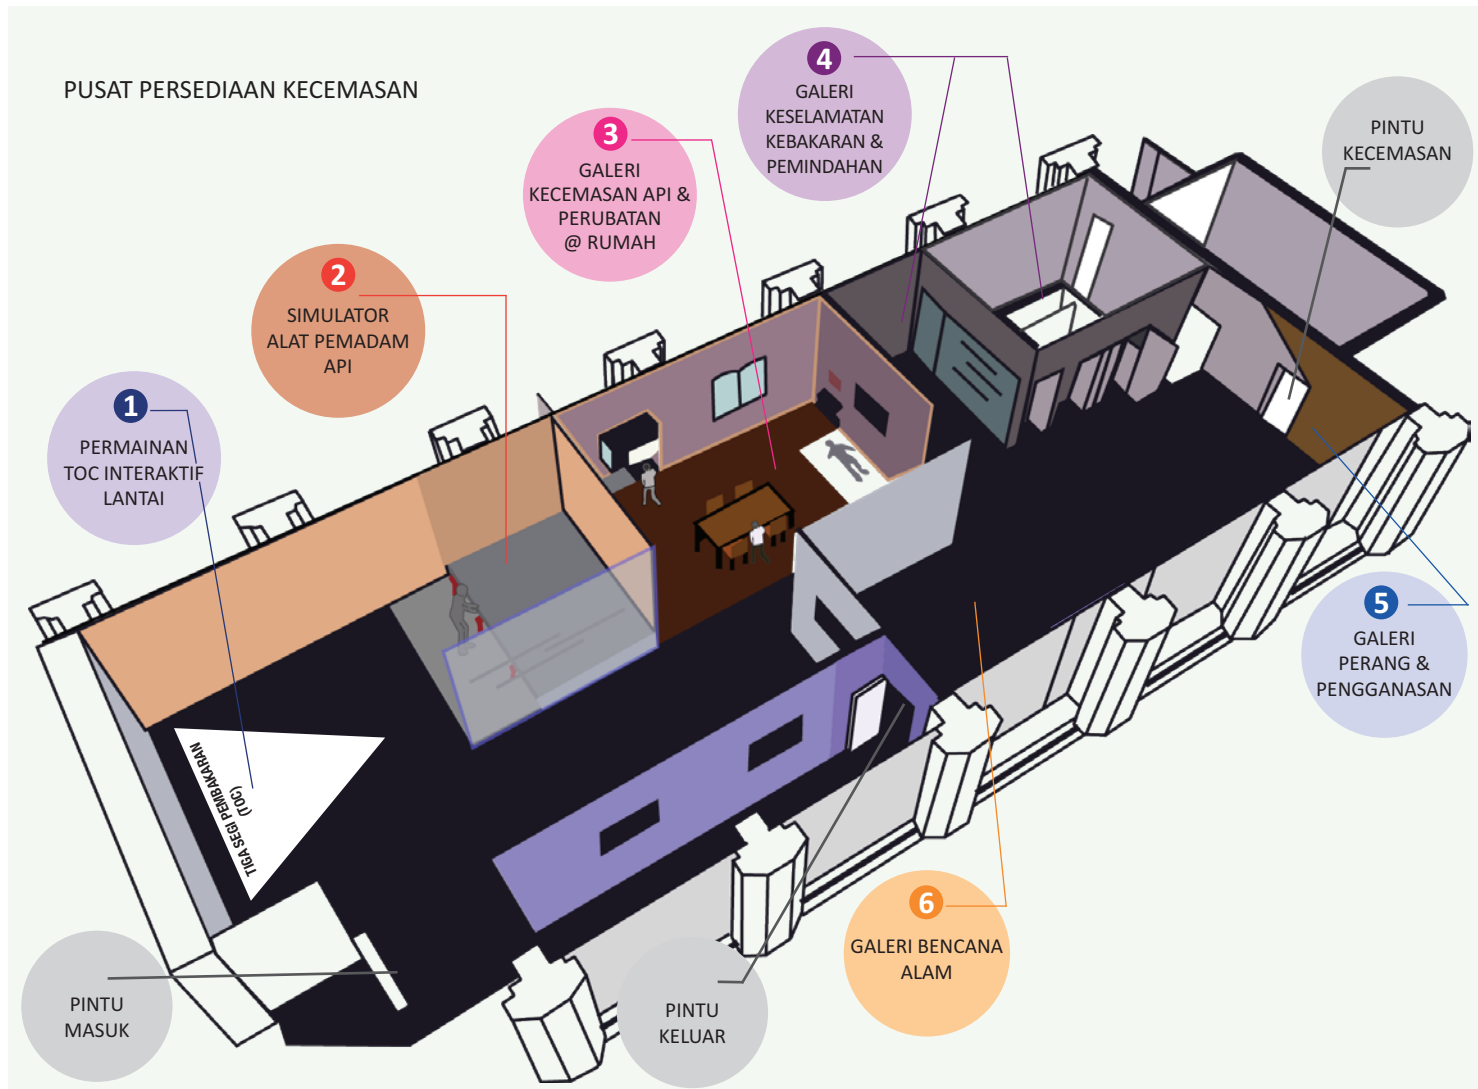 PUSAT PERSEDIAAN KECEMASAN
1
PERMAINAN
TOC INTERAKTIF
LANTAI
2
SIMULATOR
ALAT PEMADAM
API
3
GALERI
KECEMASAN API &
PERUBATAN
@ RUMAH
4
GALERI
KESELAMATAN
KEBAKARAN &
PEMINDAHAN
PINTU
KECEMASAN
5
GALERI
PERANG &
PENGGANASAN
6
GALERI BENCANA
ALAM
TIGA SEGI PEMBAKARAN
(TOC)
PINTU
MASUK
PINTU
KELUAR